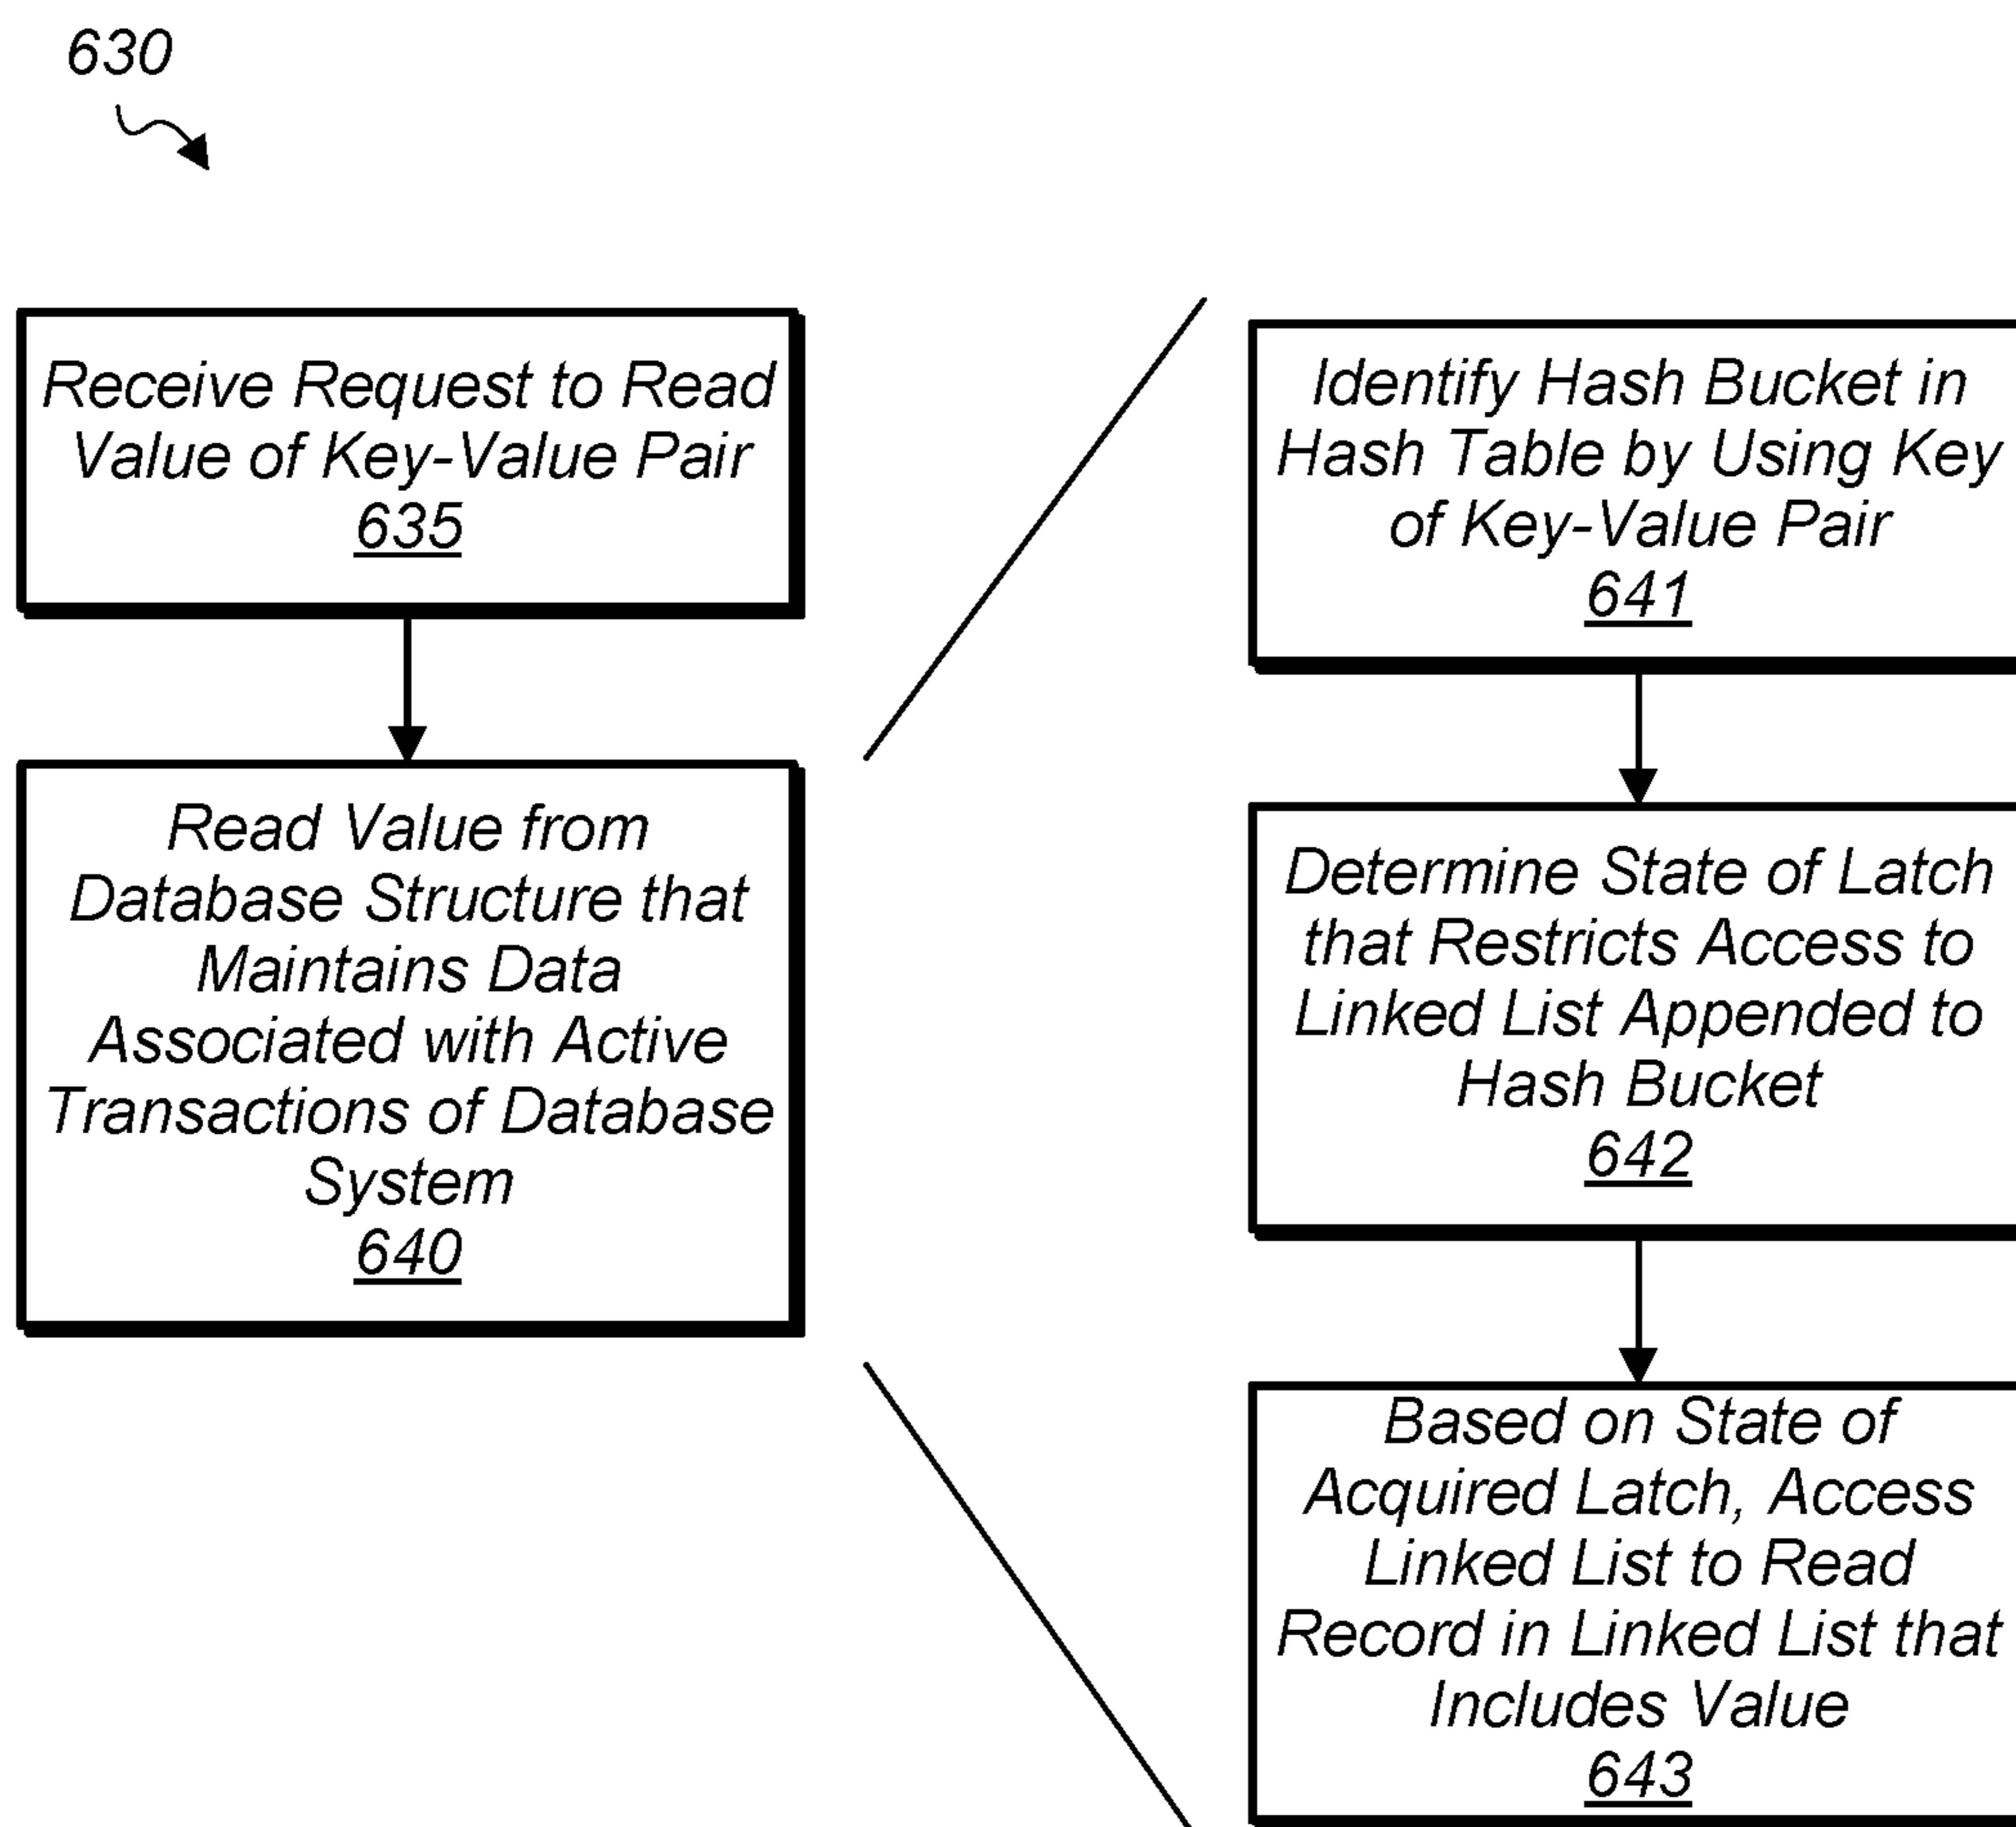 630
Receive Request to Read
Value of Key-Value Pair
635
Read Value from
Database Structure that
Maintains Data
Associated with Active
Transactions of Database
System
640
Identify Hash Bucket in
Hash Table by Using Key
of Key-Value Pair
641
Determine State of Latch
that Restricts Access to
Linked List Appended to
Hash Bucket
642
Based on State of
Acquired Latch, Access
Linked List to Read
Record in Linked List that
Includes Value
643